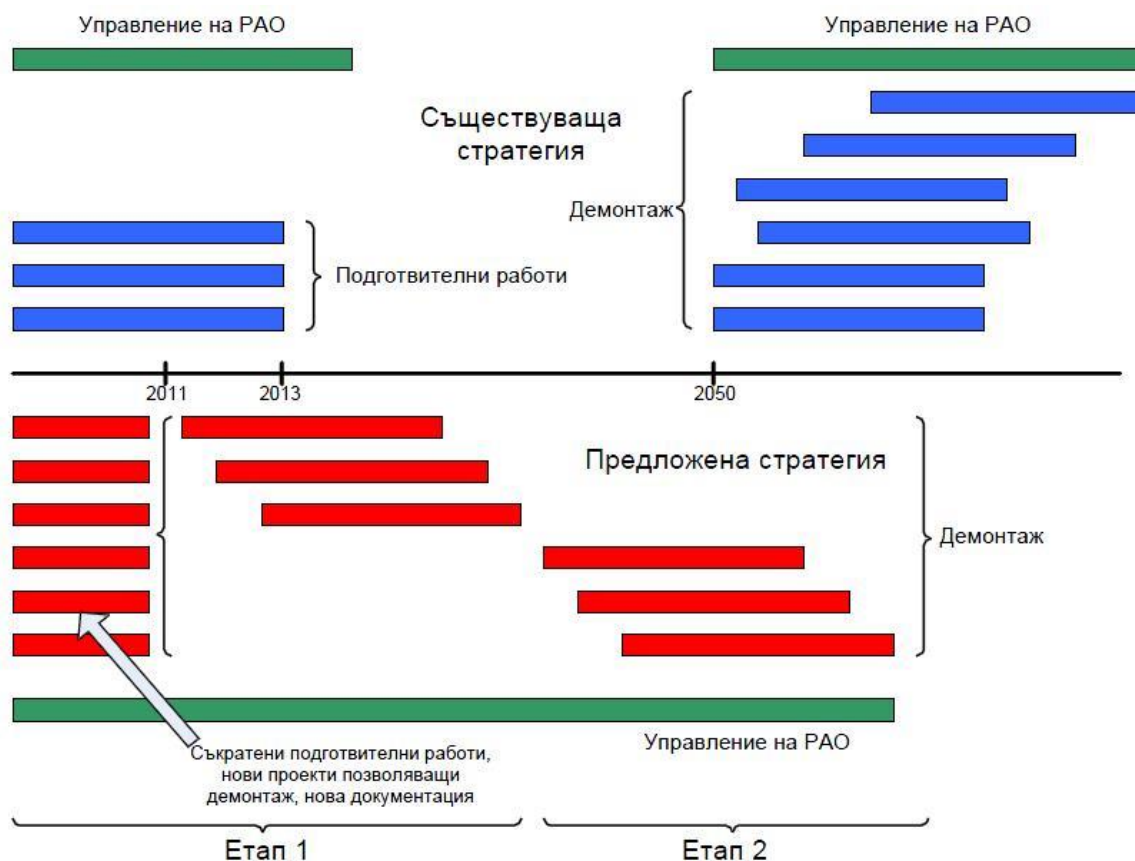 Управление на РАО
Управление на РАО
Съществуваща
стратегия
Демонтаж
Подготвителни работи
2011
2013
2050
Предложена стратегия
Демонтаж
Управление на РАО
Съкратени подготвителни работи,
нови проекти позволяващи
демонтаж, нова документация
Етап 1
Етап 2